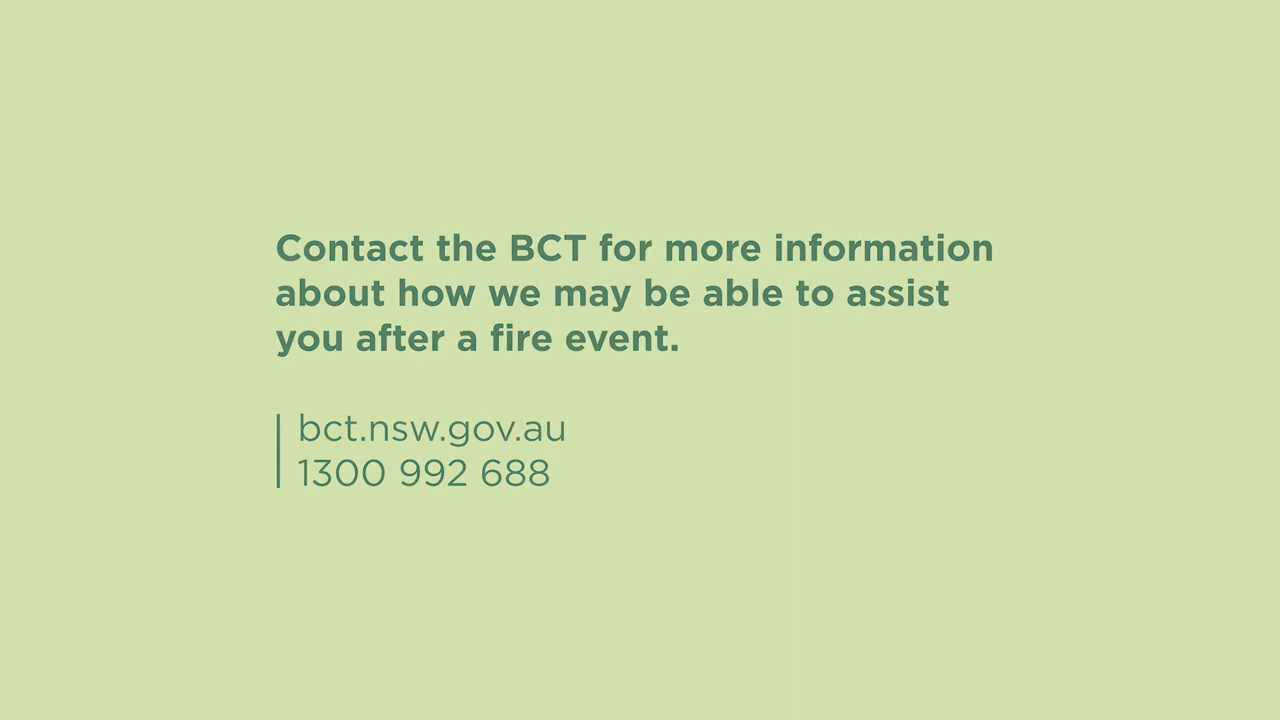 Contact the BCT for more information
about how we may be able to assist
you after a fire event.
bct.nsw.gov.au
1300 992 688